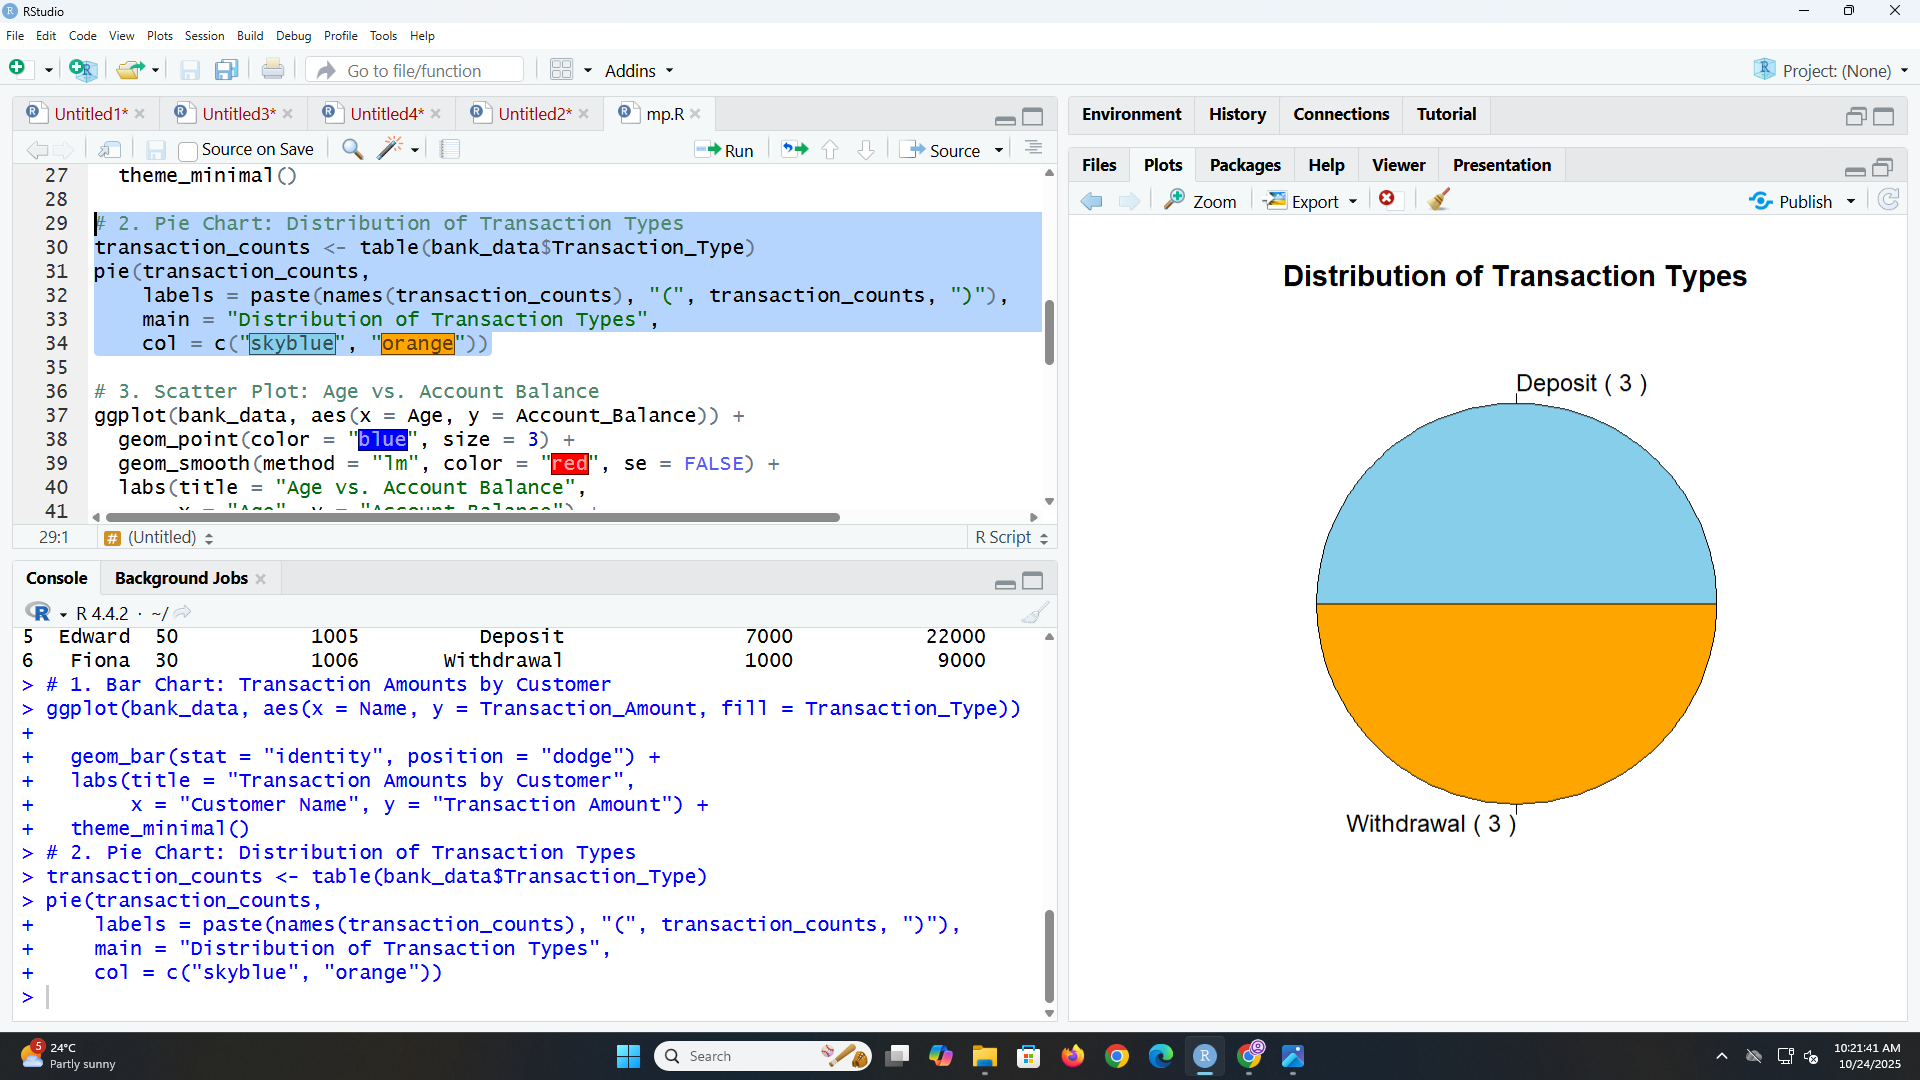 RStudio
File Edit Code View Plots Session Build Debug Profile Tools Help
Go to file/function Addins Project: (None)
Untitled1* Untitled3* Untitled4* Untitled2* mp.R
Source on Save Run Source
27 theme_minimal()
28
29 # 2. Pie Chart: Distribution of Transaction Types
30 transaction_counts <- table(bank_data$Transaction_Type)
31 pie(transaction_counts,
32 labels = paste(names(transaction_counts), "(", transaction_counts, ")"),
33 main = "Distribution of Transaction Types",
34 col = c("skyblue", "orange"))
35
36 # 3. Scatter Plot: Age vs. Account Balance
37 ggplot(bank_data, aes(x = Age, y = Account_Balance)) +
38 geom_point(color = "blue", size = 3) +
39 geom_smooth(method = "lm", color = "red", se = FALSE) +
40 labs(title = "Age vs. Account Balance",
41 x = "Age", y = "Account Balance") +
29:1 # (Untitled) R Script
Console Background Jobs
R 4.4.2 · ~/
5 Edward 50 1005 Deposit 7000 22000
6 Fiona 30 1006 Withdrawal 1000 9000
> # 1. Bar Chart: Transaction Amounts by Customer
> ggplot(bank_data, aes(x = Name, y = Transaction_Amount, fill = Transaction_Type))
+
+ geom_bar(stat = "identity", position = "dodge") +
+ labs(title = "Transaction Amounts by Customer",
+ x = "Customer Name", y = "Transaction Amount") +
+ theme_minimal()
> # 2. Pie Chart: Distribution of Transaction Types
> transaction_counts <- table(bank_data$Transaction_Type)
> pie(transaction_counts,
+ labels = paste(names(transaction_counts), "(", transaction_counts, ")"),
+ main = "Distribution of Transaction Types",
+ col = c("skyblue", "orange"))
>
Environment History Connections Tutorial
Files Plots Packages Help Viewer Presentation
Zoom Export Publish
Distribution of Transaction Types
Deposit ( 3 )
Withdrawal ( 3 )
5 24°C
Partly sunny
Search
10:21:41 AM
10/24/2025